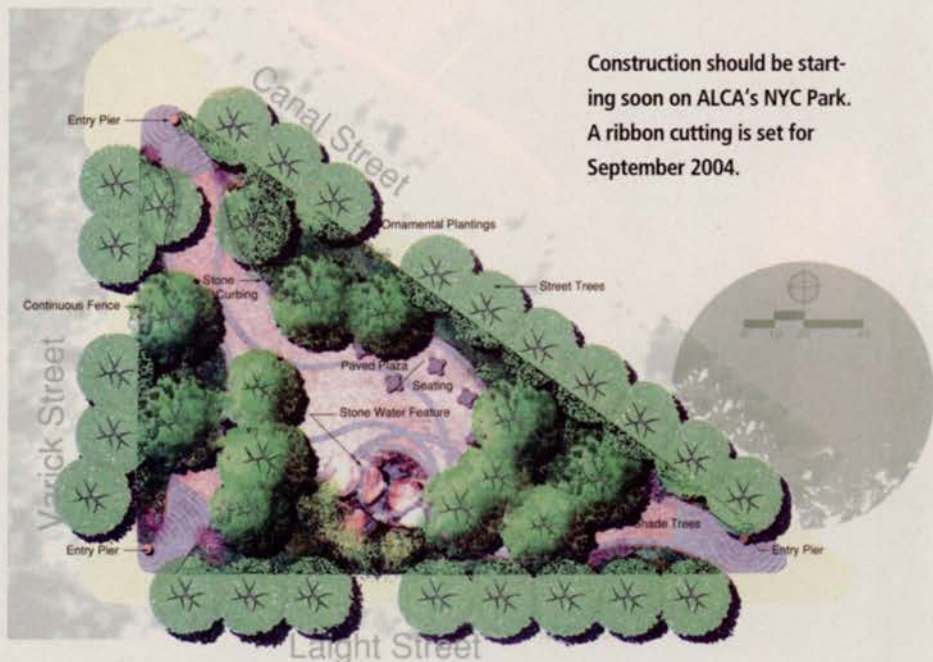 Construction should be start-
ing soon on ALCA's NYC Park.
A ribbon cutting is set for
September 2004.
Canal Street
Entry Pier
Ornamental Plantings
Stone
Curbing
Street Trees
Continuous Fence
Paved Plaza
Seating
Stone Water Feature
Varick Street
Shade Trees
Entry Pier
Entry Pier
Laight Street